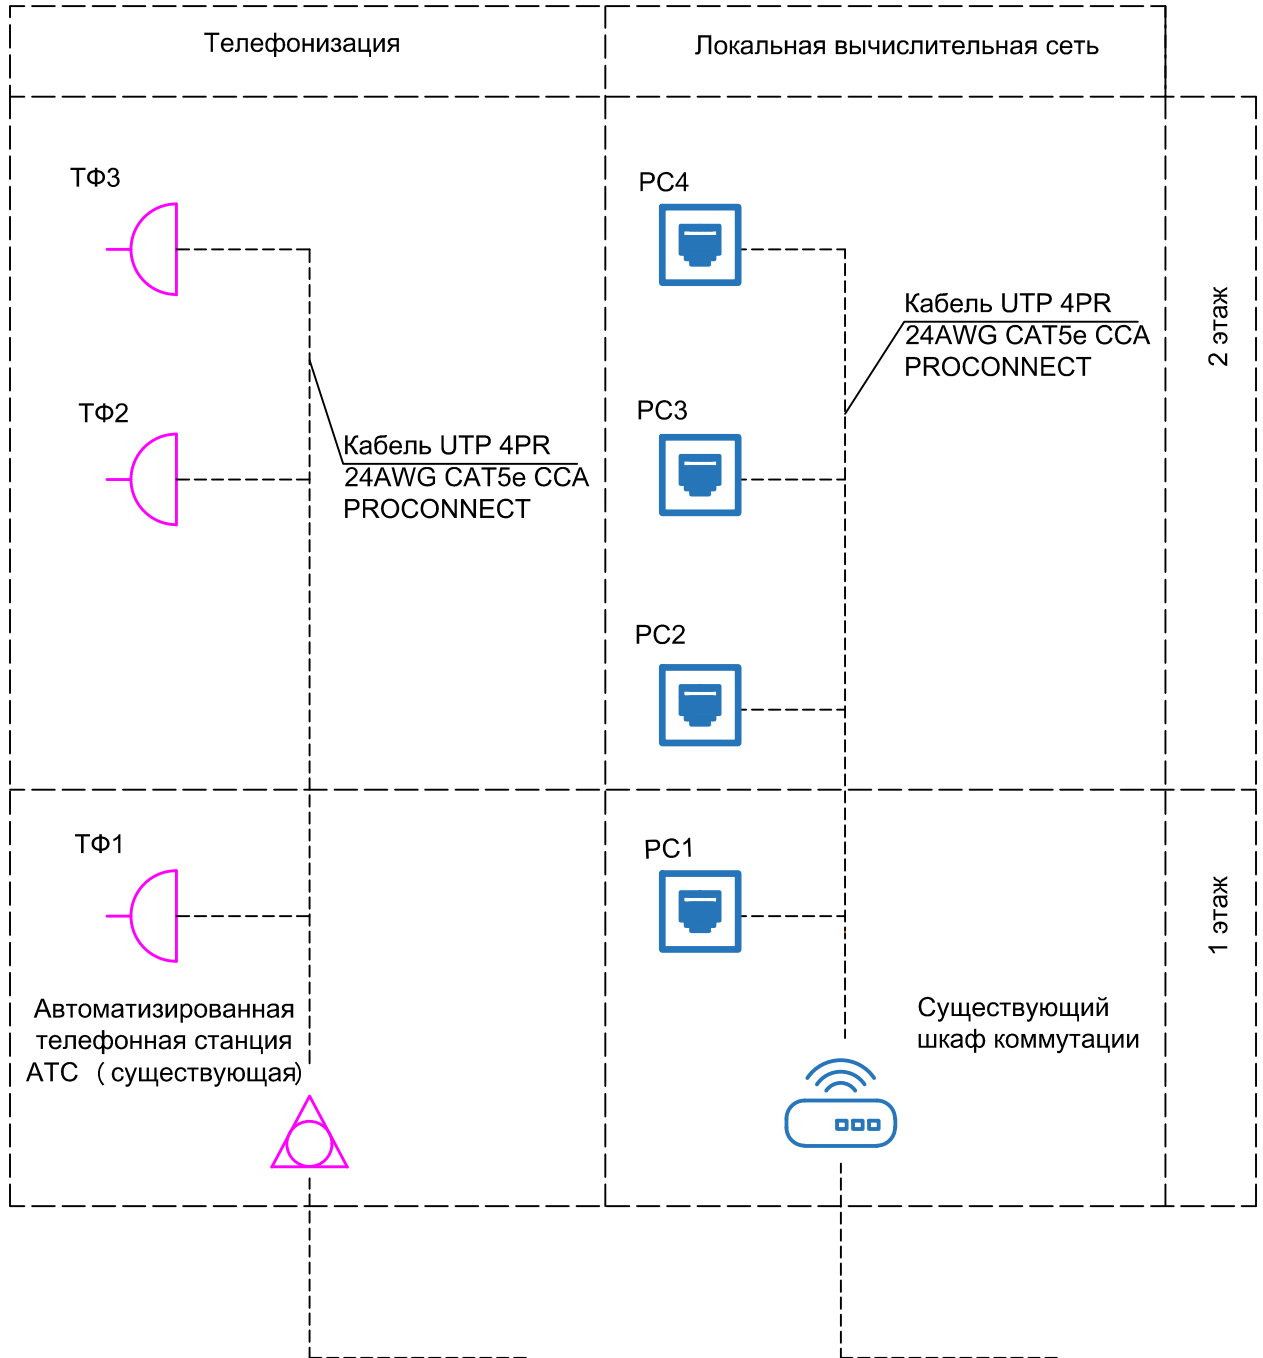 Телефонизация
Локальная вычислительная сеть
ТФ3
РС4
Кабель UTP 4PR
24AWG CAT5e CCA
PROCONNECT
2 этаж
ТФ2
РС3
Кабель UTP 4PR
24AWG CAT5e CCA
PROCONNECT
РС2
ТФ1
РС1
1 этаж
Автоматизированная
телефонная станция
АТС (существующая)
Существующий
шкаф коммутации